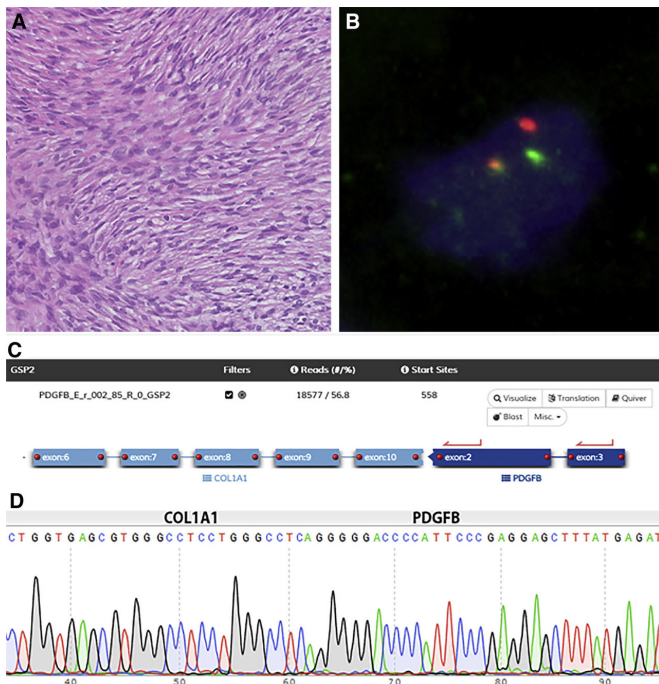 A
B
C
GSP2 Filters Reads (#/%) Start Sites
PDGFB_E_r_002_85_R_0_GSP2 18577 / 56.8 558
Visualize Translation Quiver
Blast Misc.
exon:6 exon:7 exon:8 exon:9 exon:10 exon:2 exon:3
COL1A1 PDGFB
D
COL1A1 PDGFB
CTGGTGAGCGTGGGCCTCCTGGGCCTCAGGGGGACCCCATTCCCGAGGAGCTTTATGAGAT
40 50 60 70 80 90